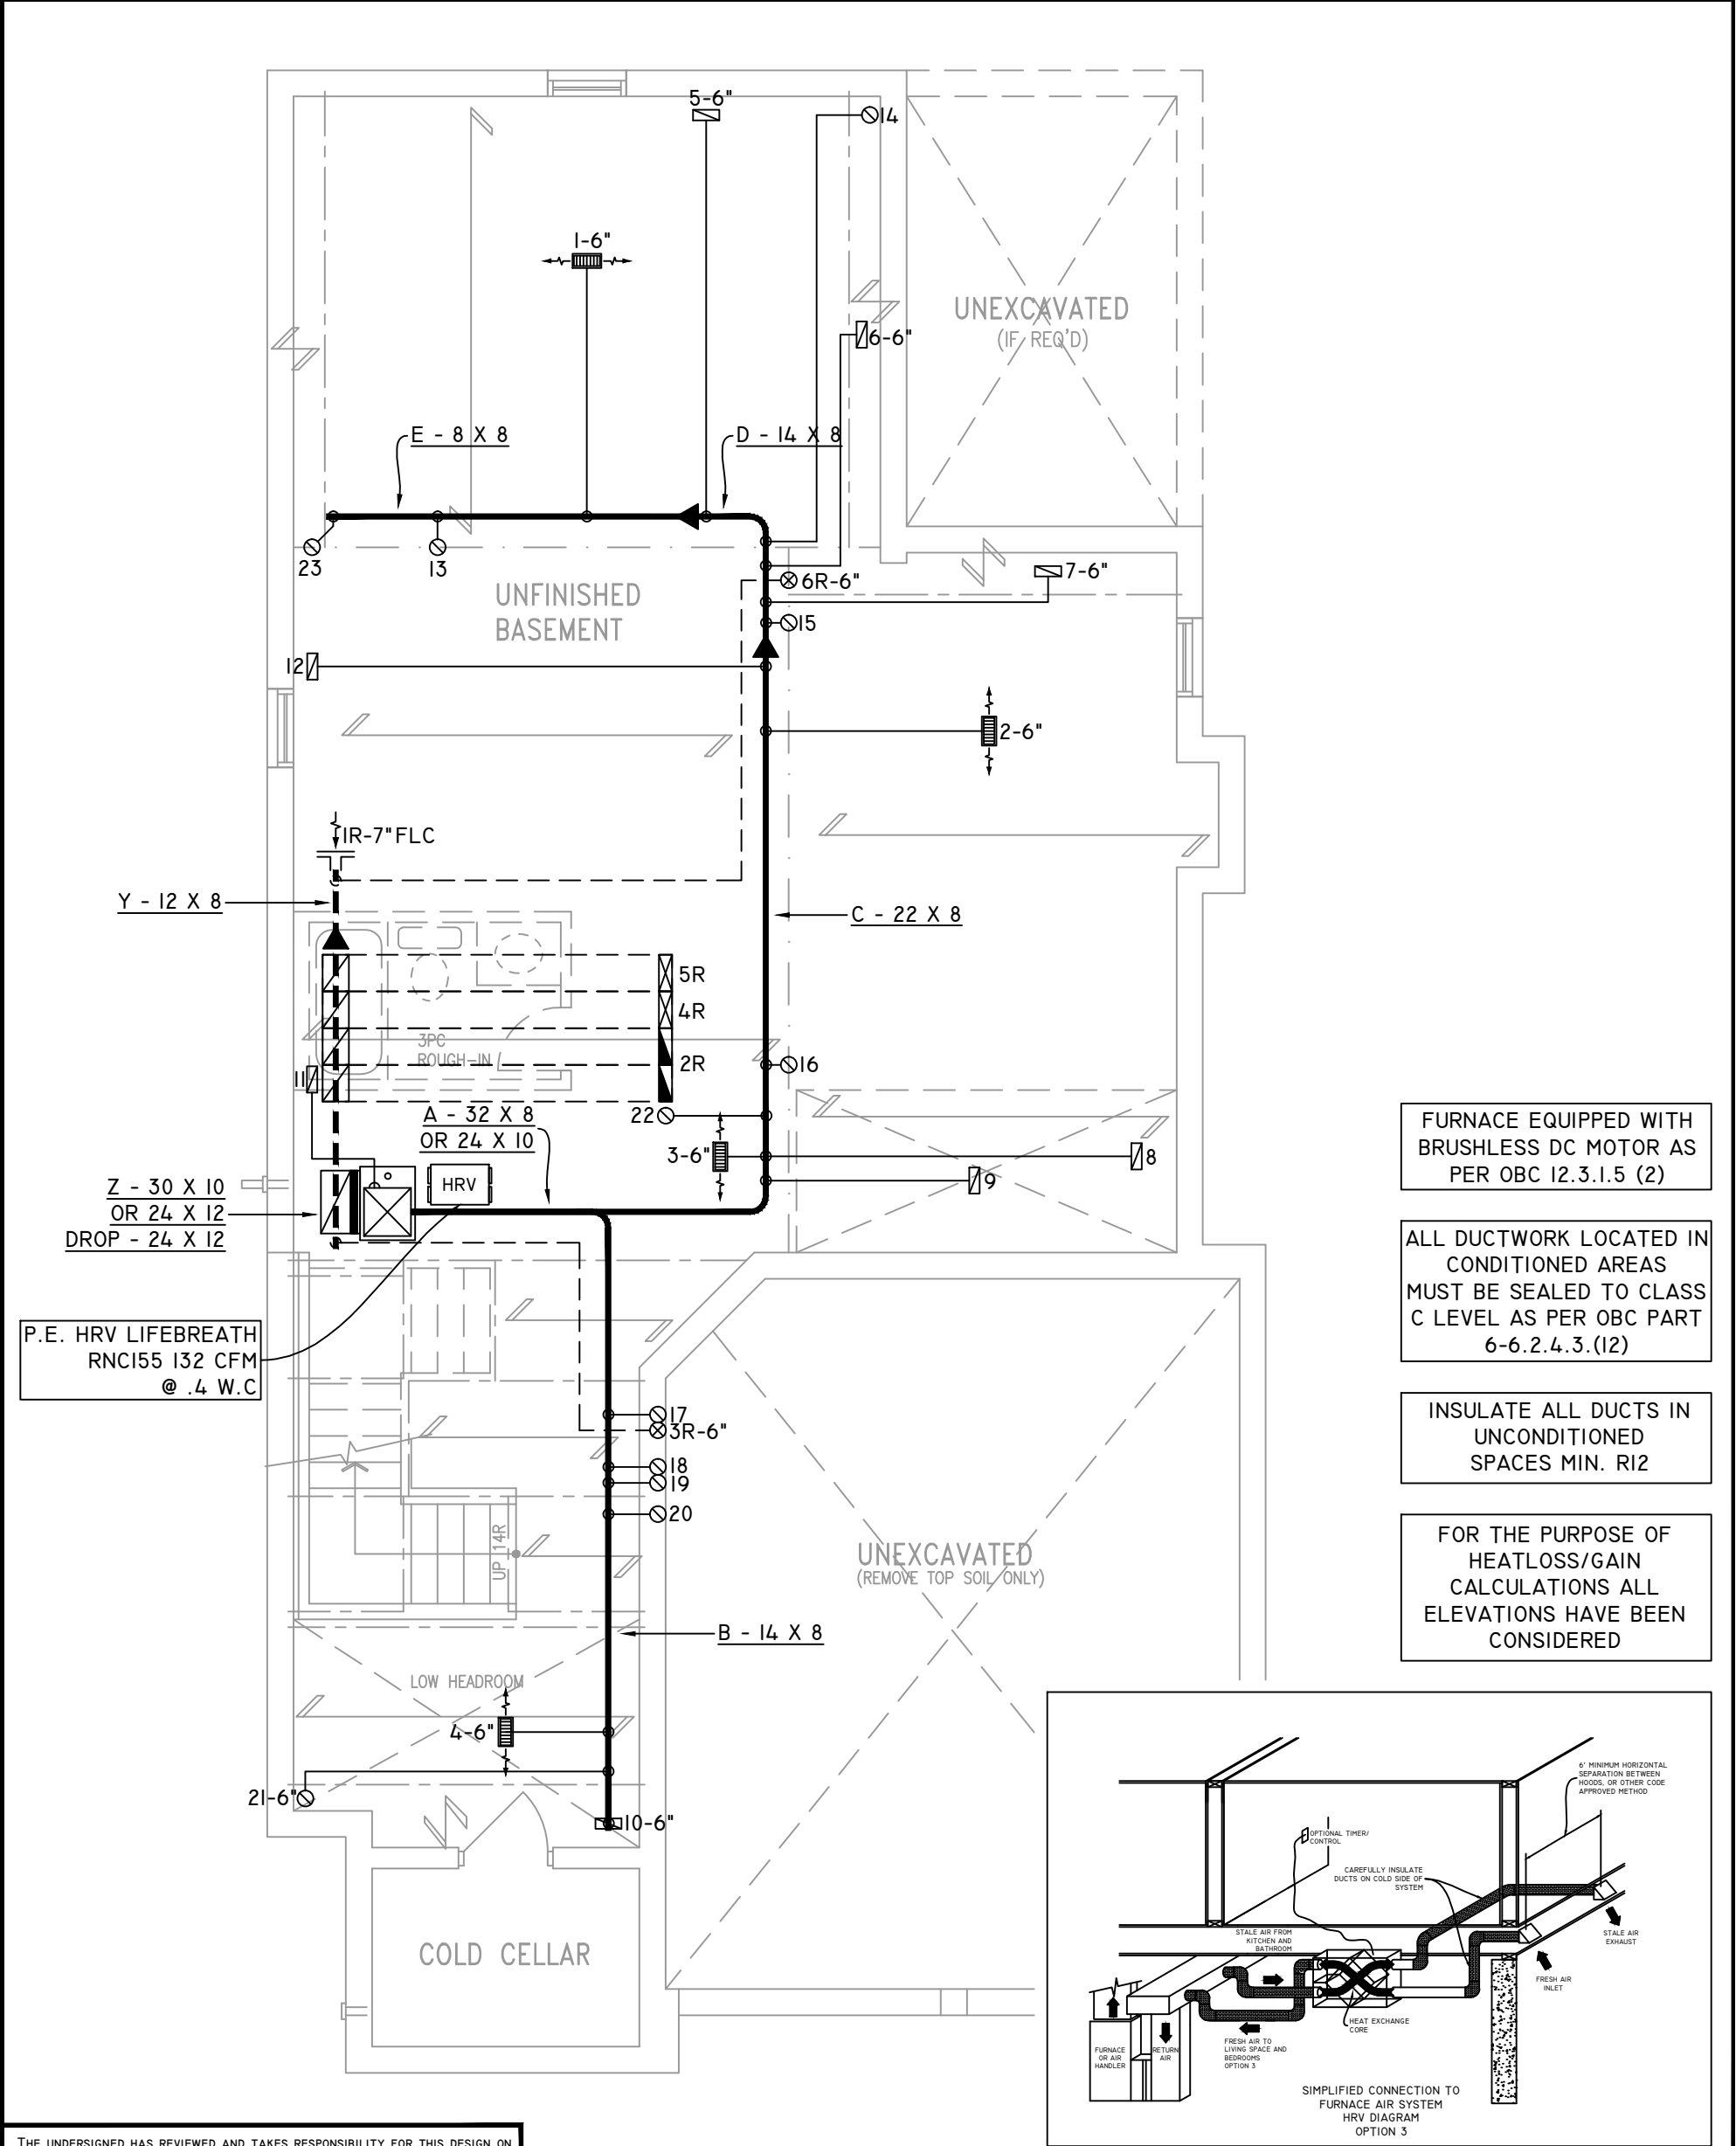 5-6"
14
1-6"
UNEXCAVATED
(IF REQ'D)
6-6"
E - 8 X 8
D - 14 X 8
23
13
6R-6"
7-6"
UNFINISHED
BASEMENT
15
12
2-6"
1R-7"FLC
Y - 12 X 8
C - 22 X 8
5R
4R
3PC
ROUGH-IN
2R
16
11
22
A - 32 X 8
OR 24 X 10
3-6"
8
9
HRV
Z - 30 X 10
OR 24 X 12
DROP - 24 X 12
FURNACE EQUIPPED WITH
BRUSHLESS DC MOTOR AS
PER OBC 12.3.1.5 (2)
ALL DUCTWORK LOCATED IN
CONDITIONED AREAS
MUST BE SEALED TO CLASS
C LEVEL AS PER OBC PART
6-6.2.4.3.(12)
P.E. HRV LIFEBREATH
RNC155 132 CFM
@ .4 W.C
INSULATE ALL DUCTS IN
UNCONDITIONED
SPACES MIN. R12
17
3R-6"
18
19
20
UP 14R
UNEXCAVATED
(REMOVE TOP SOIL ONLY)
FOR THE PURPOSE OF
HEATLOSS/GAIN
CALCULATIONS ALL
ELEVATIONS HAVE BEEN
CONSIDERED
B - 14 X 8
LOW HEADROOM
4-6"
21-6"
10-6"
COLD CELLAR
6' MINIMUM HORIZONTAL
SEPARATION BETWEEN
HOODS, OR OTHER CODE
APPROVED METHOD
OPTIONAL TIMER/
CONTROL
CAREFULLY INSULATE
DUCTS ON COLD SIDE OF
SYSTEM
STALE AIR FROM
KITCHEN AND
BATHROOM
STALE AIR
EXHAUST
FRESH AIR
INLET
HEAT EXCHANGE
CORE
FURNACE
OR AIR
HANDLER
RETURN
AIR
FRESH AIR TO
LIVING SPACE AND
BEDROOMS
OPTION 3
SIMPLIFIED CONNECTION TO
FURNACE AIR SYSTEM
HRV DIAGRAM
OPTION 3
THE UNDERSIGNED HAS REVIEWED AND TAKES RESPONSIBILITY FOR THIS DESIGN ON